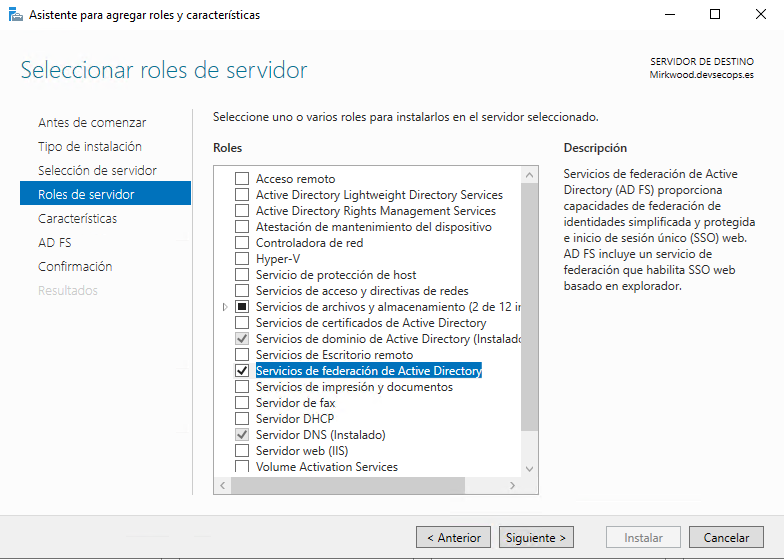 Asistente para agregar roles y características
Seleccionar roles de servidor
SERVIDOR DE DESTINO
Mirkwood.devsecops.es
Antes de comenzar
Tipo de instalación
Selección de servidor
Roles de servidor
Características
AD FS
Confirmación
Resultados
Seleccione uno o varios roles para instalarlos en el servidor seleccionado.
Roles
Acceso remoto
Active Directory Lightweight Directory Services
Active Directory Rights Management Services
Atestación de mantenimiento del dispositivo
Controladora de red
Hyper-V
Servicio de protección de host
Servicios de acceso y directivas de redes
Servicios de archivos y almacenamiento (2 de 12 in
Servicios de certificados de Active Directory
Servicios de dominio de Active Directory (Instalado
Servicios de Escritorio remoto
Servicios de federación de Active Directory
Servicios de impresión y documentos
Servidor de fax
Servidor DHCP
Servidor DNS (Instalado)
Servidor web (IIS)
Volume Activation Services
Descripción
Servicios de federación de Active
Directory (AD FS) proporciona
capacidades de federación de
identidades simplificada y protegida
e inicio de sesión único (SSO) web.
AD FS incluye un servicio de
federación que habilita SSO web
basado en explorador.
< Anterior
Siguiente >
Instalar
Cancelar